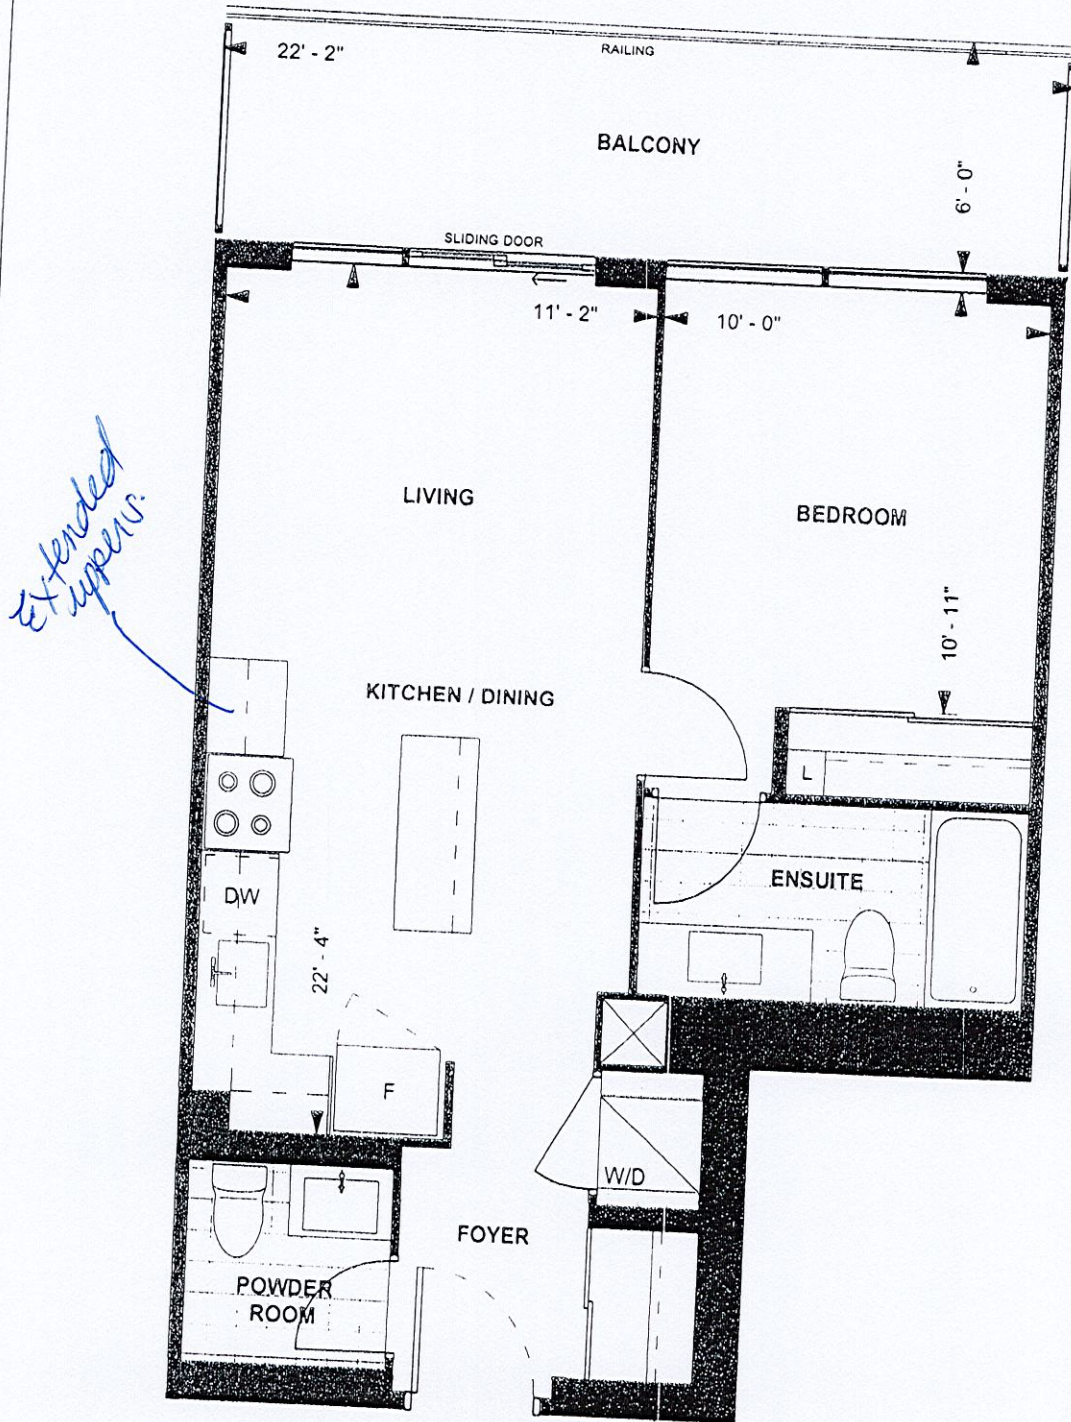 22' - 2"
RAILING
BALCONY
6' - 0"
SLIDING DOOR
11' - 2"
10' - 0"
LIVING
BEDROOM
Extended
uppers.
10' - 11"
KITCHEN / DINING
L
DW
ENSUITE
22' - 4"
F
W/D
FOYER
POWDER
ROOM